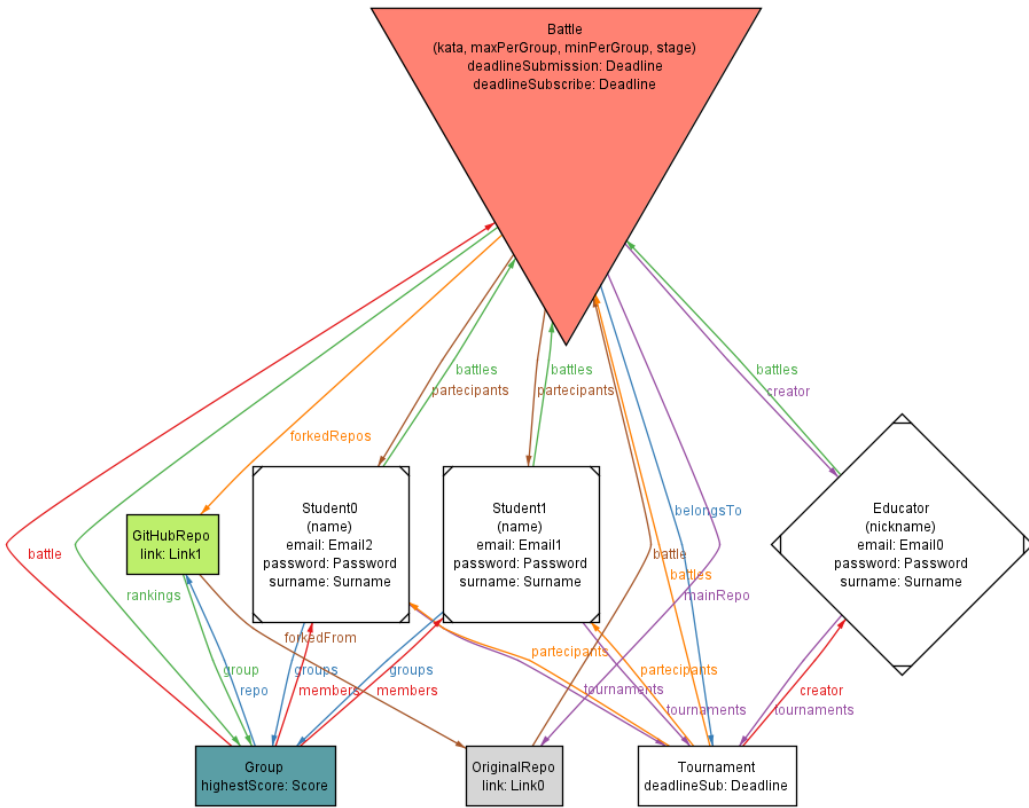 Battle
(kata, maxPerGroup, minPerGroup, stage)
deadlineSubmission: Deadline
deadlineSubscribe: Deadline
battles
partecipants
battles
partecipants
battles
creator
forkedRepos
GitHubRepo
link: Link1
Student0
(name)
email: Email2
password: Password
surname: Surname
Student1
(name)
email: Email1
password: Password
surname: Surname
belongsTo
Educator
(nickname)
email: Email0
password: Password
surname: Surname
battle
battle
battles
rankings
mainRepo
forkedFrom
group
repo
groups
members
groups
members
partecipants
tournaments
partecipants
tournaments
creator
tournaments
Group
highestScore: Score
OriginalRepo
link: Link0
Tournament
deadlineSub: Deadline